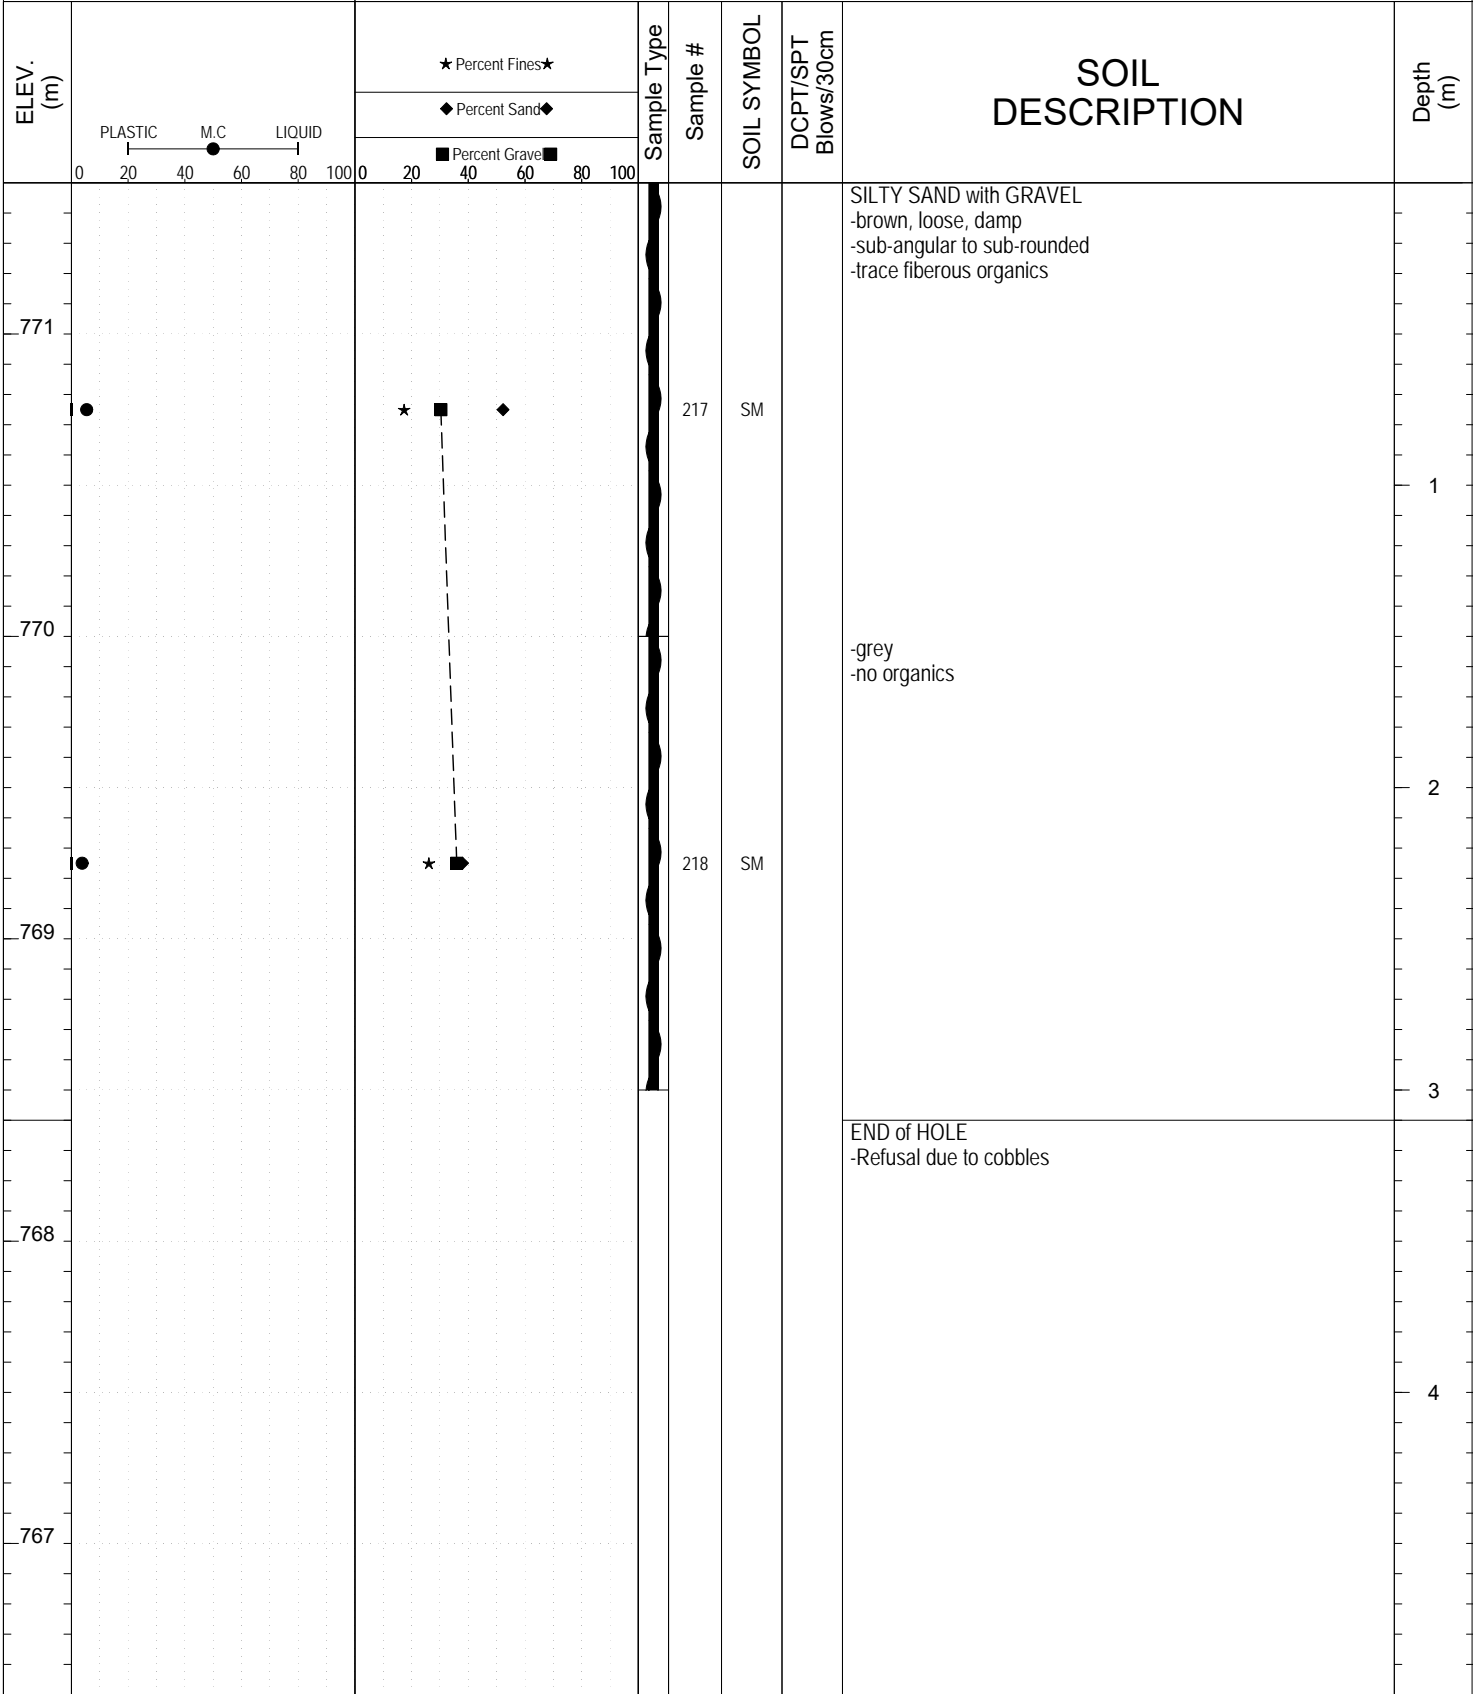 ELEV.
(m)
PLASTIC M.C LIQUID
0 20 40 60 80 100
Percent Fines
Percent Sand
Percent Gravel
0 20 40 60 80 100
Sample Type
Sample #
SOIL SYMBOL
DCPT/SPT
Blows/30cm
SOIL
DESCRIPTION
Depth
(m)
SILTY SAND with GRAVEL
-brown, loose, damp
-sub-angular to sub-rounded
-trace fiberous organics
771
217 SM
1
770
-grey
-no organics
2
218 SM
769
3
END of HOLE
-Refusal due to cobbles
768
4
767